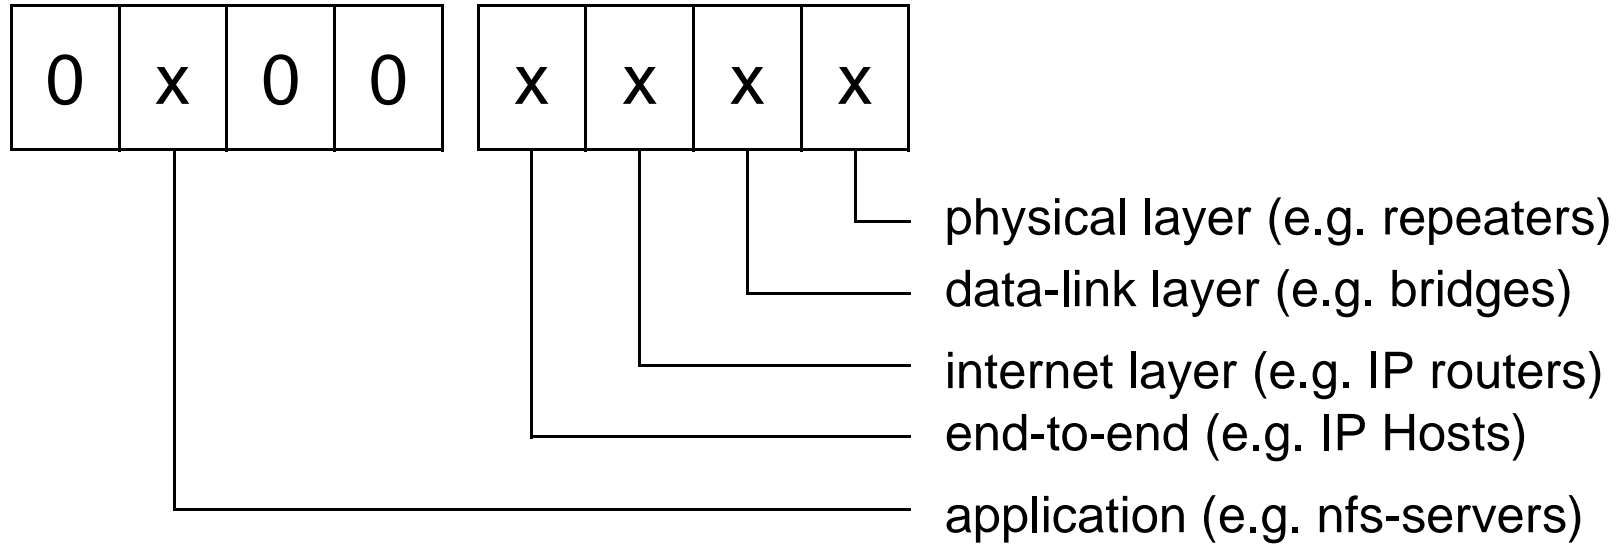 0 x 0 0 x x x x
physical layer (e.g. repeaters)
data-link layer (e.g. bridges)
internet layer (e.g. IP routers)
end-to-end (e.g. IP Hosts)
application (e.g. nfs-servers)